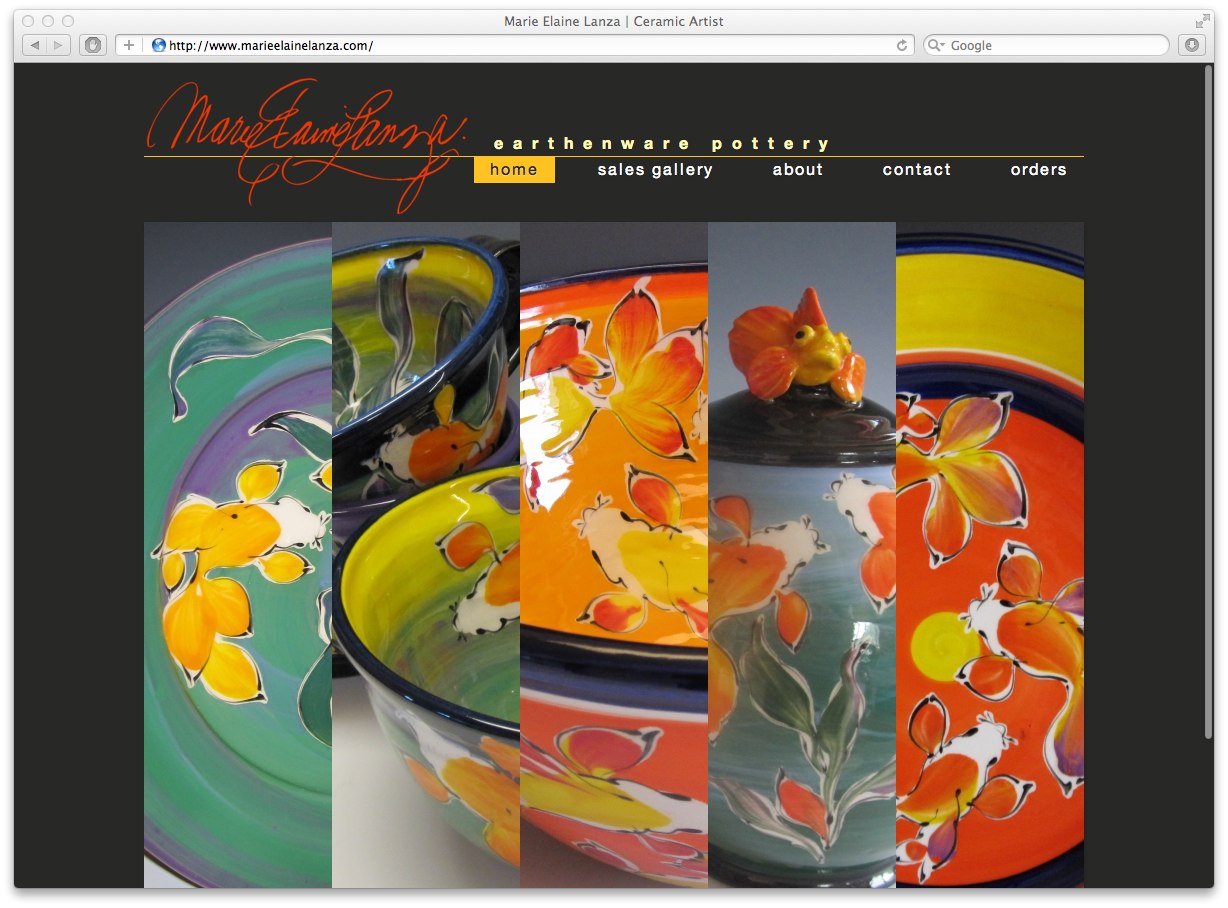 Marie Elaine Lanza | Ceramic Artist
http://www.marieelainelanza.com/
Google
Marie Elaine Lanza
earthenware pottery
home sales gallery about contact orders